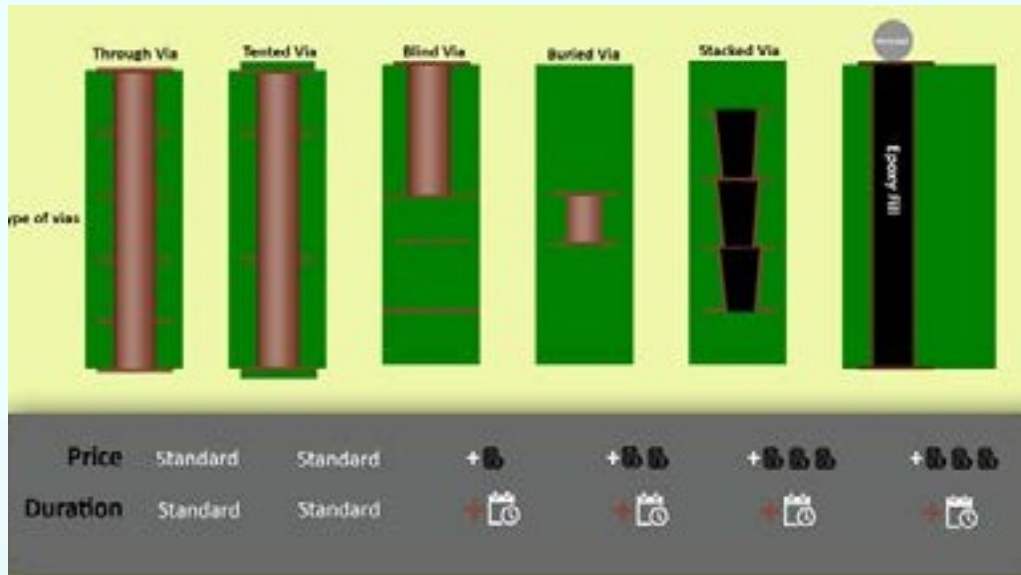 Through Via
Tented Via
Blind Via
Buried Via
Stacked Via
ype of vias
Epoxy fill
Price Standard Standard + + + +
Duration Standard Standard + + + +